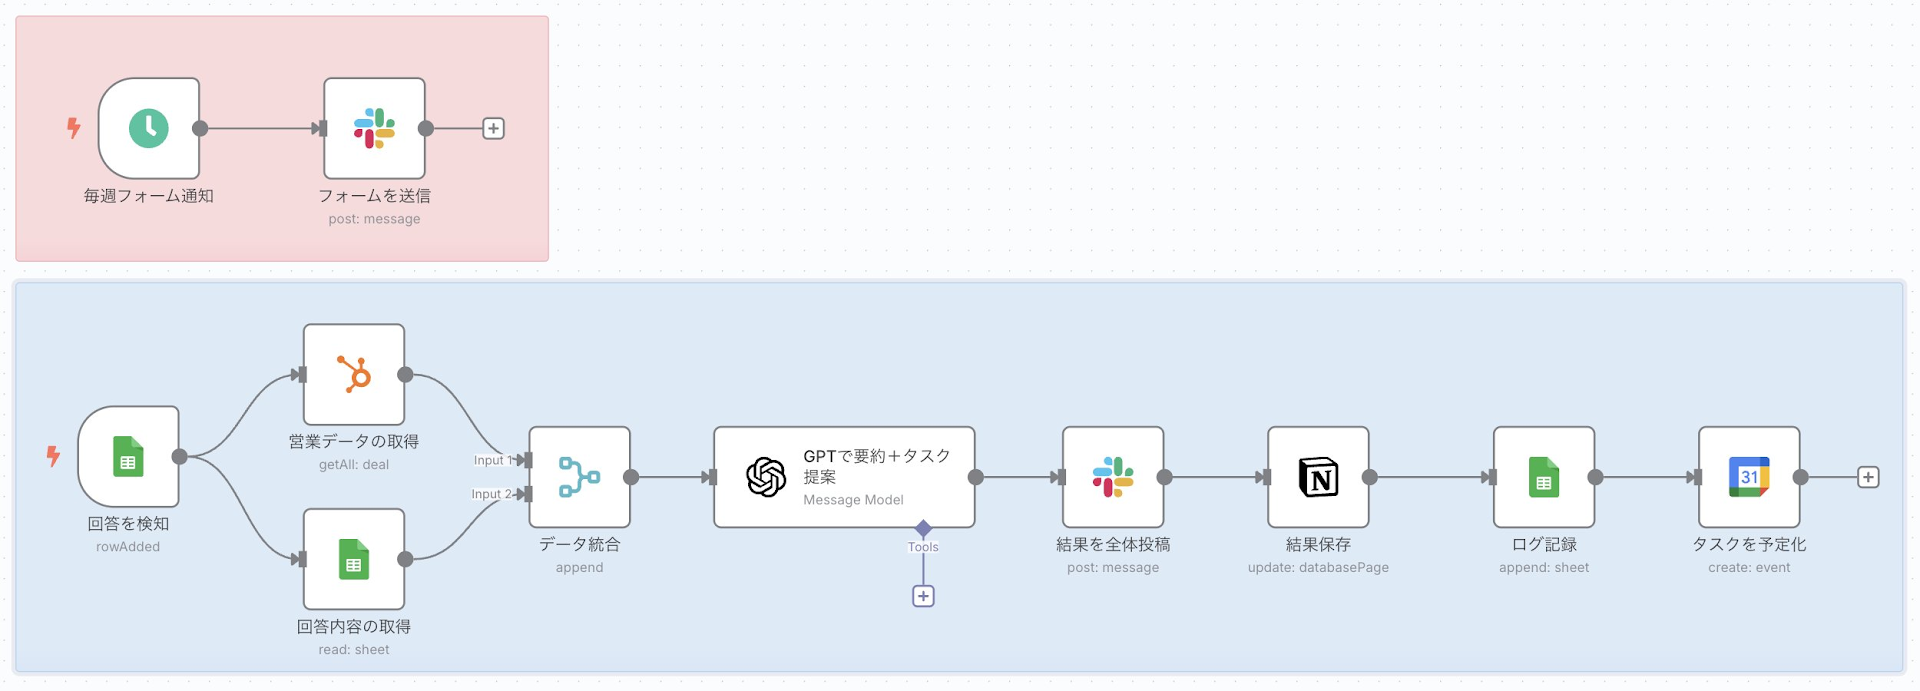 毎週フォーム通知
フォームを送信
post: message
営業データの取得
getAll: deal
回答を検知
rowAdded
回答内容の取得
read: sheet
Input 1
Input 2
データ統合
append
GPTで要約＋タスク
提案
Message Model
Tools
結果を全体投稿
post: message
結果保存
update: databasePage
ログ記録
append: sheet
31
タスクを予定化
create: event